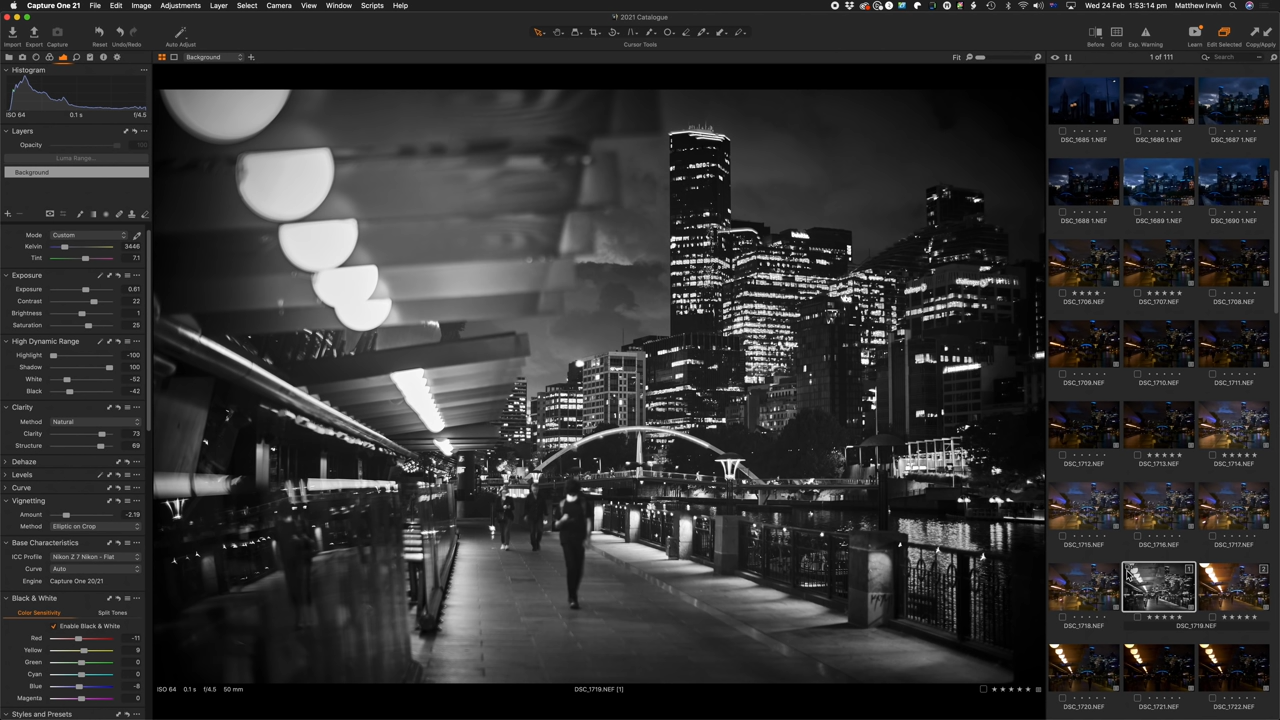 Capture One 21 File Edit Image Adjustments Layer Select Camera View Window Scripts Help Wed 24 Feb 1:53:14 pm Matthew Irwin
2021 Catalogue
Import Export Capture Reset Undo/Redo Auto Adjust Cursor Tools Before Grid Exp. Warning Learn Edit Selected Copy/Apply
Background Fit 1 of 111 Search
Histogram
ISO 64 0.1 s f/4.5
Layers
Opacity 100
Luma Range...
Background
Mode Custom
Kelvin 3446
Tint 7.1
Exposure
Exposure 0.61
Contrast 22
Brightness 1
Saturation 25
High Dynamic Range
Highlight -100
Shadow 100
White -52
Black -42
Clarity
Method Natural
Clarity 73
Structure 69
Dehaze
Levels
Curve
Vignetting
Amount -2.19
Method Elliptic on Crop
Base Characteristics
ICC Profile Nikon Z 7 Nikon - Flat
Curve Auto
Engine Capture One 20/21
Black & White
Color Sensitivity Split Tones
Enable Black & White
Red -11
Yellow 9
Green 0
Cyan 0
Blue -8
Magenta 0
Styles and Presets
ISO 64 0.1 s f/4.5 50 mm DSC_1719.NEF [1]
DSC_1685 1.NEF DSC_1686 1.NEF DSC_1687 1.NEF
DSC_1688 1.NEF DSC_1689 1.NEF DSC_1690 1.NEF
DSC_1706.NEF DSC_1707.NEF DSC_1708.NEF
DSC_1709.NEF DSC_1710.NEF DSC_1711.NEF
DSC_1712.NEF DSC_1713.NEF DSC_1714.NEF
DSC_1715.NEF DSC_1716.NEF DSC_1717.NEF
1 2
DSC_1718.NEF DSC_1719.NEF
DSC_1720.NEF DSC_1721.NEF DSC_1722.NEF